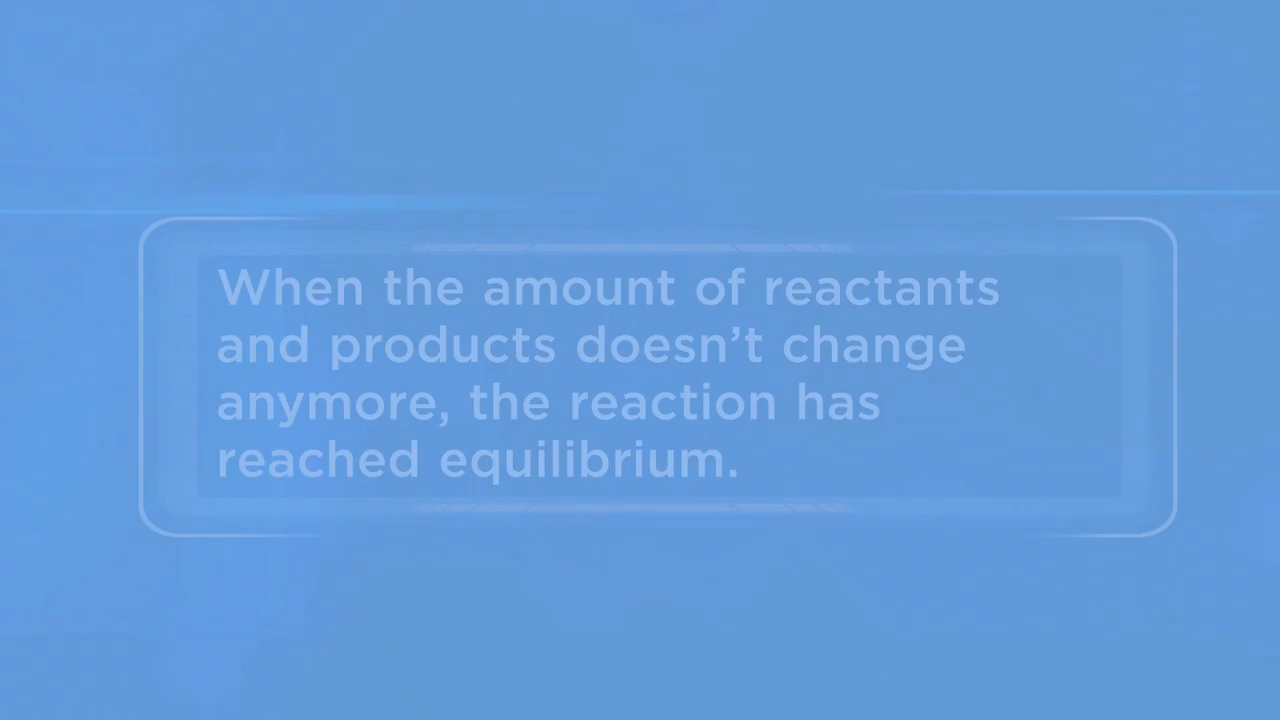 When the amount of reactants
and products doesn’t change
anymore, the reaction has
reached equilibrium.